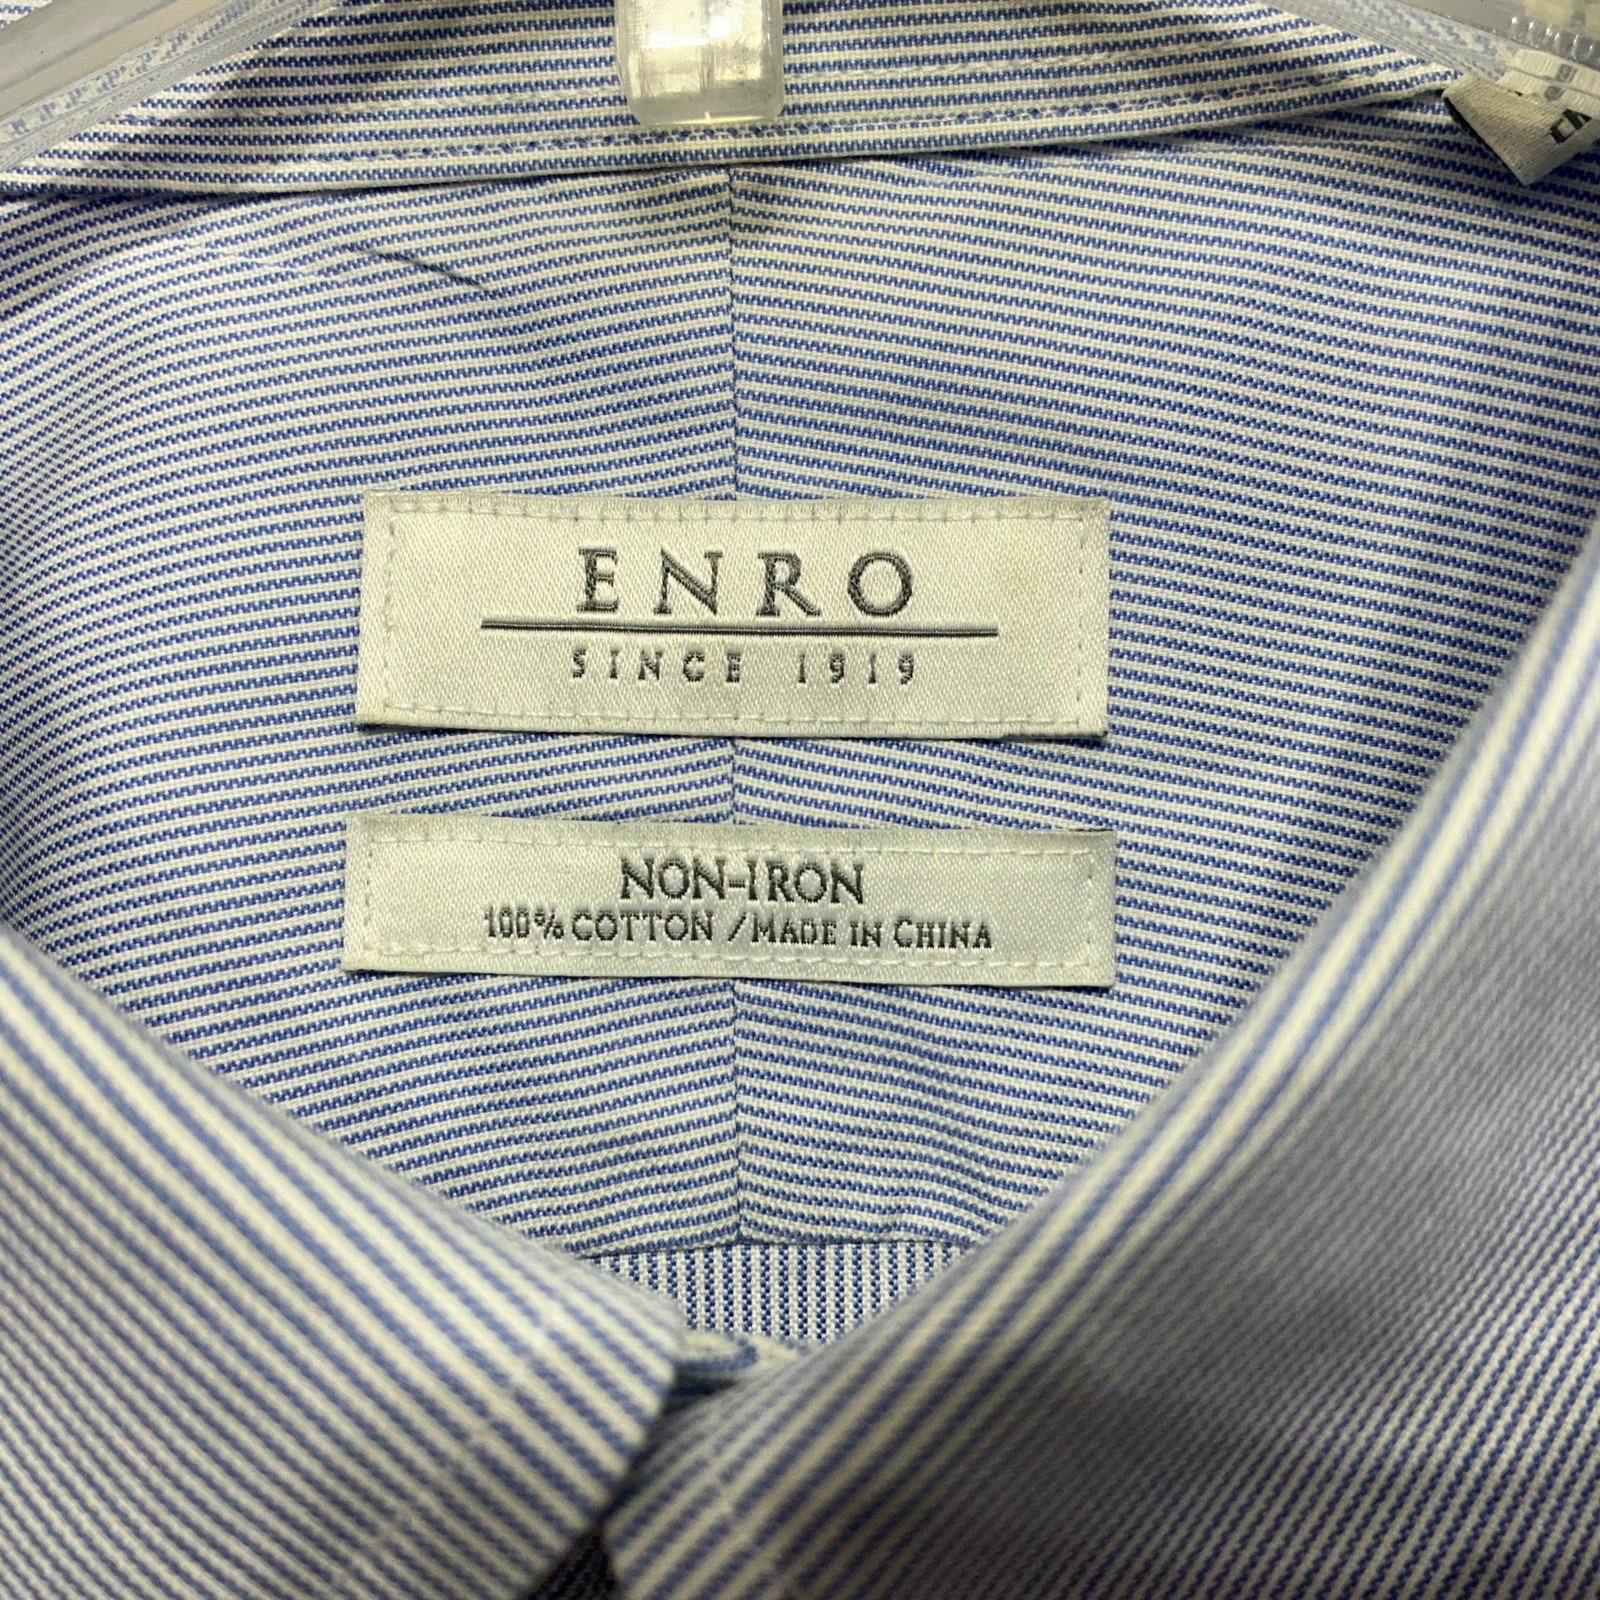 ENRO
SINCE 1919
NON-IRON
100% COTTON / MADE IN CHINA